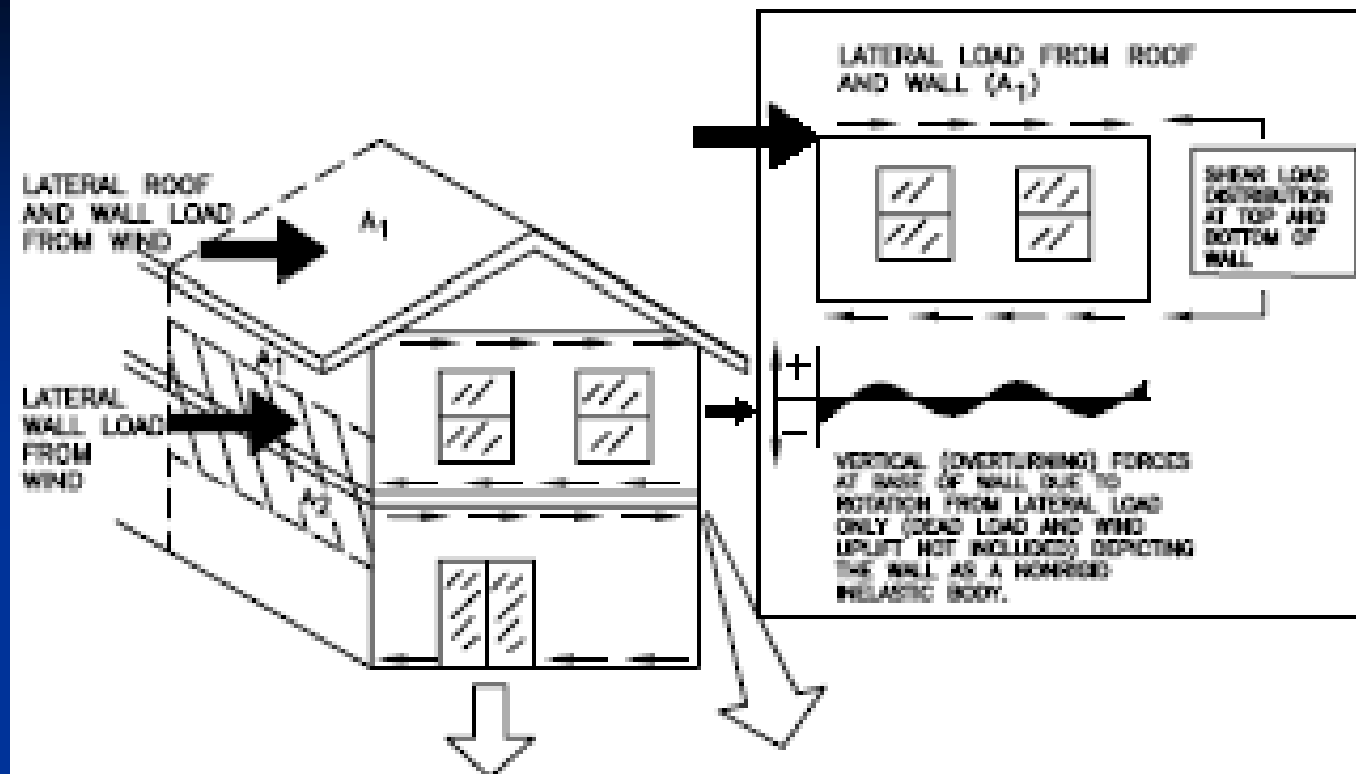 LATERAL ROOF
AND WALL LOAD
FROM WIND
A1
A1
LATERAL
WALL LOAD
FROM
WIND
A2
LATERAL LOAD FROM ROOF
AND WALL (A1)
SHEAR LOAD
DISTRIBUTION
AT TOP AND
BOTTOM OF
WALL
+
−
VERTICAL (OVERTURNING) FORCES
AT BASE OF WALL DUE TO
ROTATION FROM LATERAL LOAD
ONLY (DEAD LOAD AND WIND
UPLIFT NOT INCLUDED) DEPICTING
THE WALL AS A NONRIGID
INELASTIC BODY.